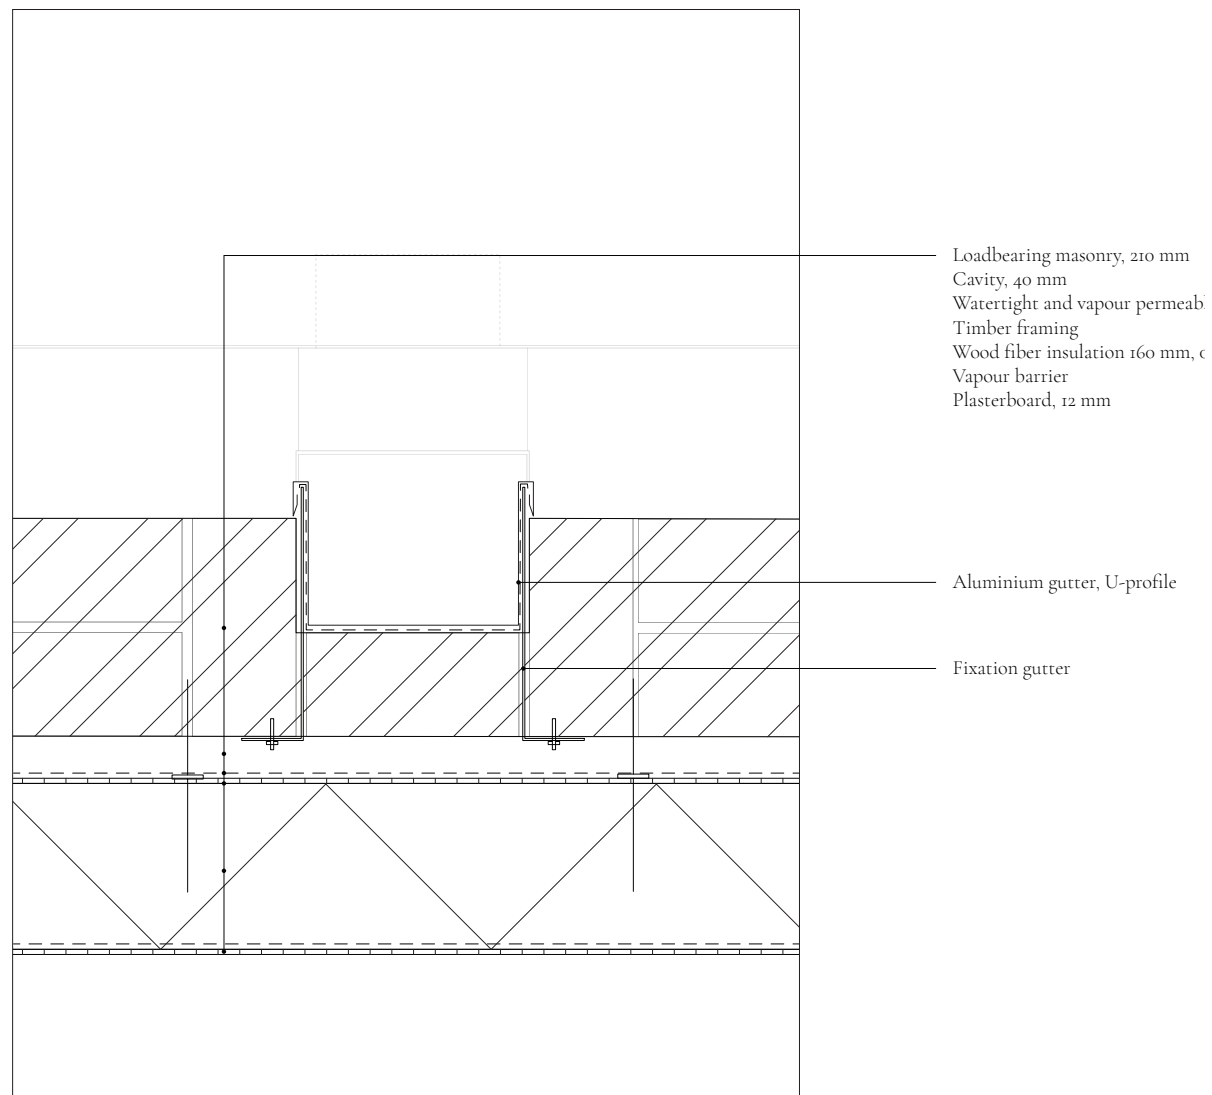 Loadbearing masonry, 210 mm
Cavity, 40 mm
Watertight and vapour
Timber framing
Wood fiber insulation 160 mm,
Vapour barrier
Plasterboard, 12 mm
Aluminium gutter, U-profile
Fixation gutter